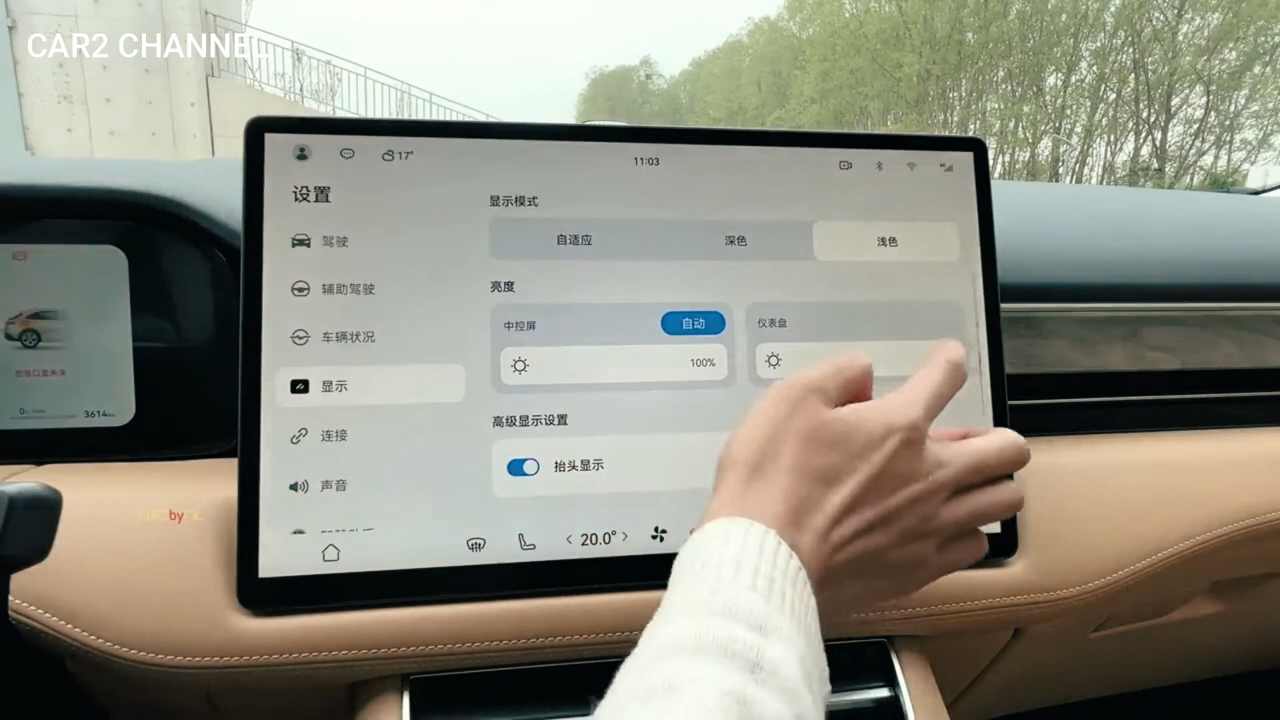 CAR2 CHANNEL
17°
11:03
设置
显示模式
驾驶
自适应
深色
浅色
辅助驾驶
亮度
车辆状况
中控屏
自动
仪表盘
100%
显示
连接
高级显示设置
抬头显示
声音
20.0°
3614km
by